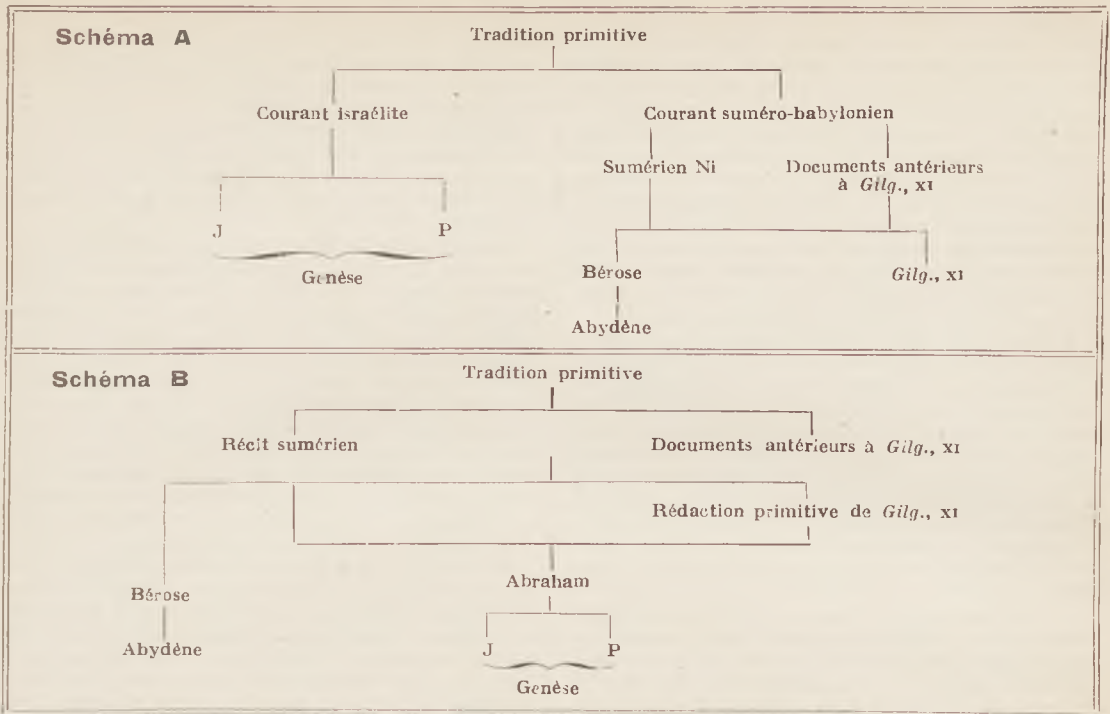 Schéma A
Tradition primitive
Courant israélite
Courant suméro-babylonien
Sumérien Ni
Documents antérieurs
à Gilg., XI
J
P
Genèse
Bérose
Gilg., XI
Abydène
Schéma B
Tradition primitive
Récit sumérien
Documents antérieurs à Gilg., XI
Rédaction primitive de Gilg., XI
Abraham
Bérose
Abydène
J
P
Genèse